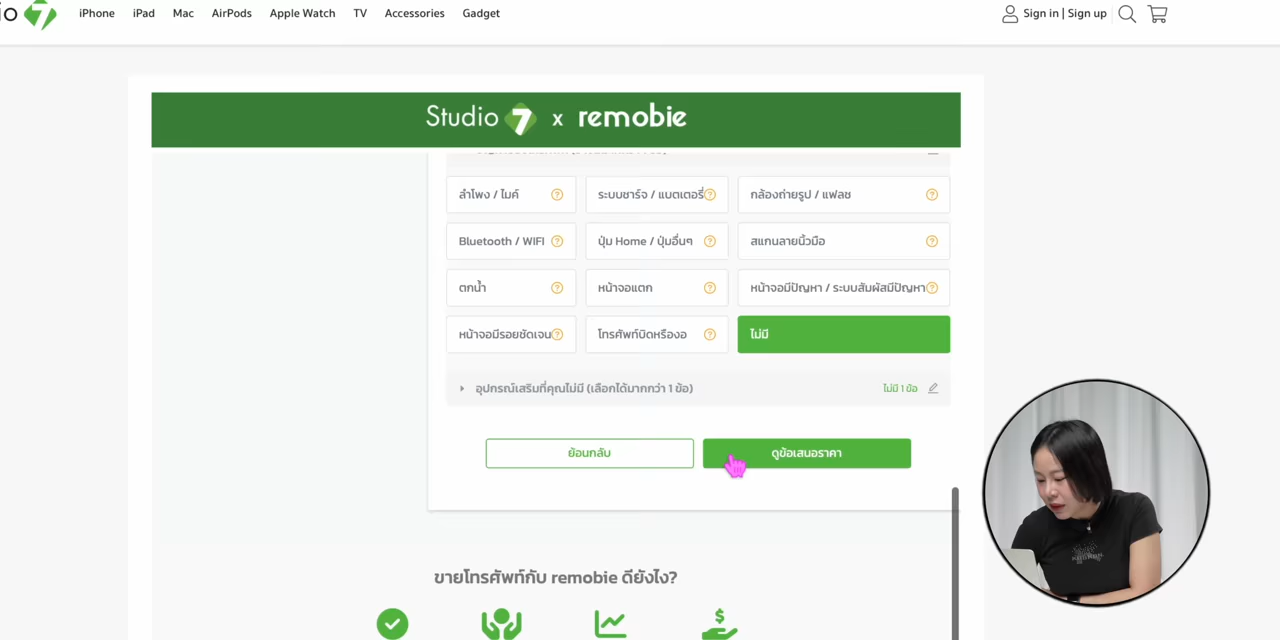 io 7 iPhone iPad Mac AirPods Apple Watch TV Accessories Gadget Sign in | Sign up
Studio 7 x remobie
ลำโพง / ไมค์ ระบบชาร์จ / แบตเตอรี่ กล้องถ่ายรูป / แฟลช
Bluetooth / WIFI ปุ่ม Home / ปุ่มอื่นๆ สแกนลายนิ้วมือ
ตกน้ำ หน้าจอแตก หน้าจอมีปัญหา / ระบบสัมผัสมีปัญหา
หน้าจอมีรอยชัดเจน โทรศัพท์บิดหรืองอ ไม่มี
อุปกรณ์เสริมที่คุณไม่มี (เลือกได้มากกว่า 1 ข้อ) ไม่มี 1 ข้อ
ย้อนกลับ ดูข้อเสนอราคา
ขายโทรศัพท์กับ remobie ดียังไง?